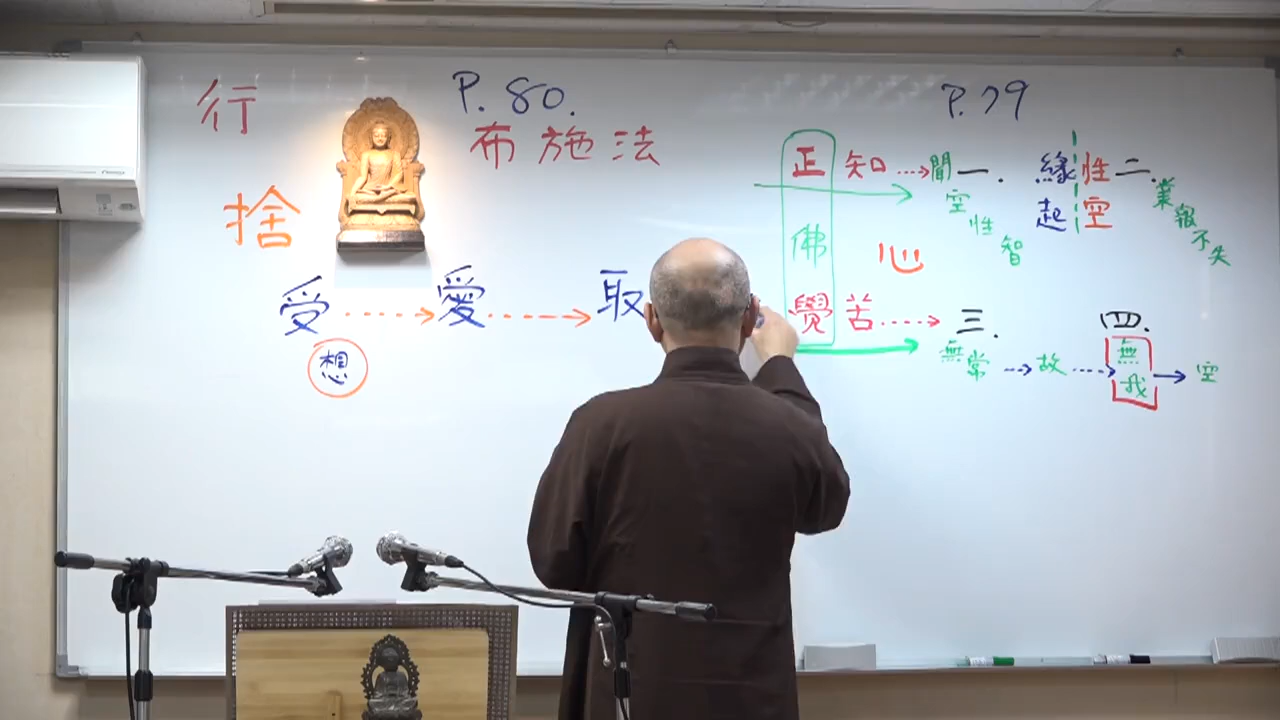 行
捨
P. 80.
布施法
受 → 愛 → 取
想
P. 79
正知 → 聞一. 緣性二.
空性智
起空
業報不失
佛
心
覺苦 → 三. 四.
無常 → 故 → 無我 → 空